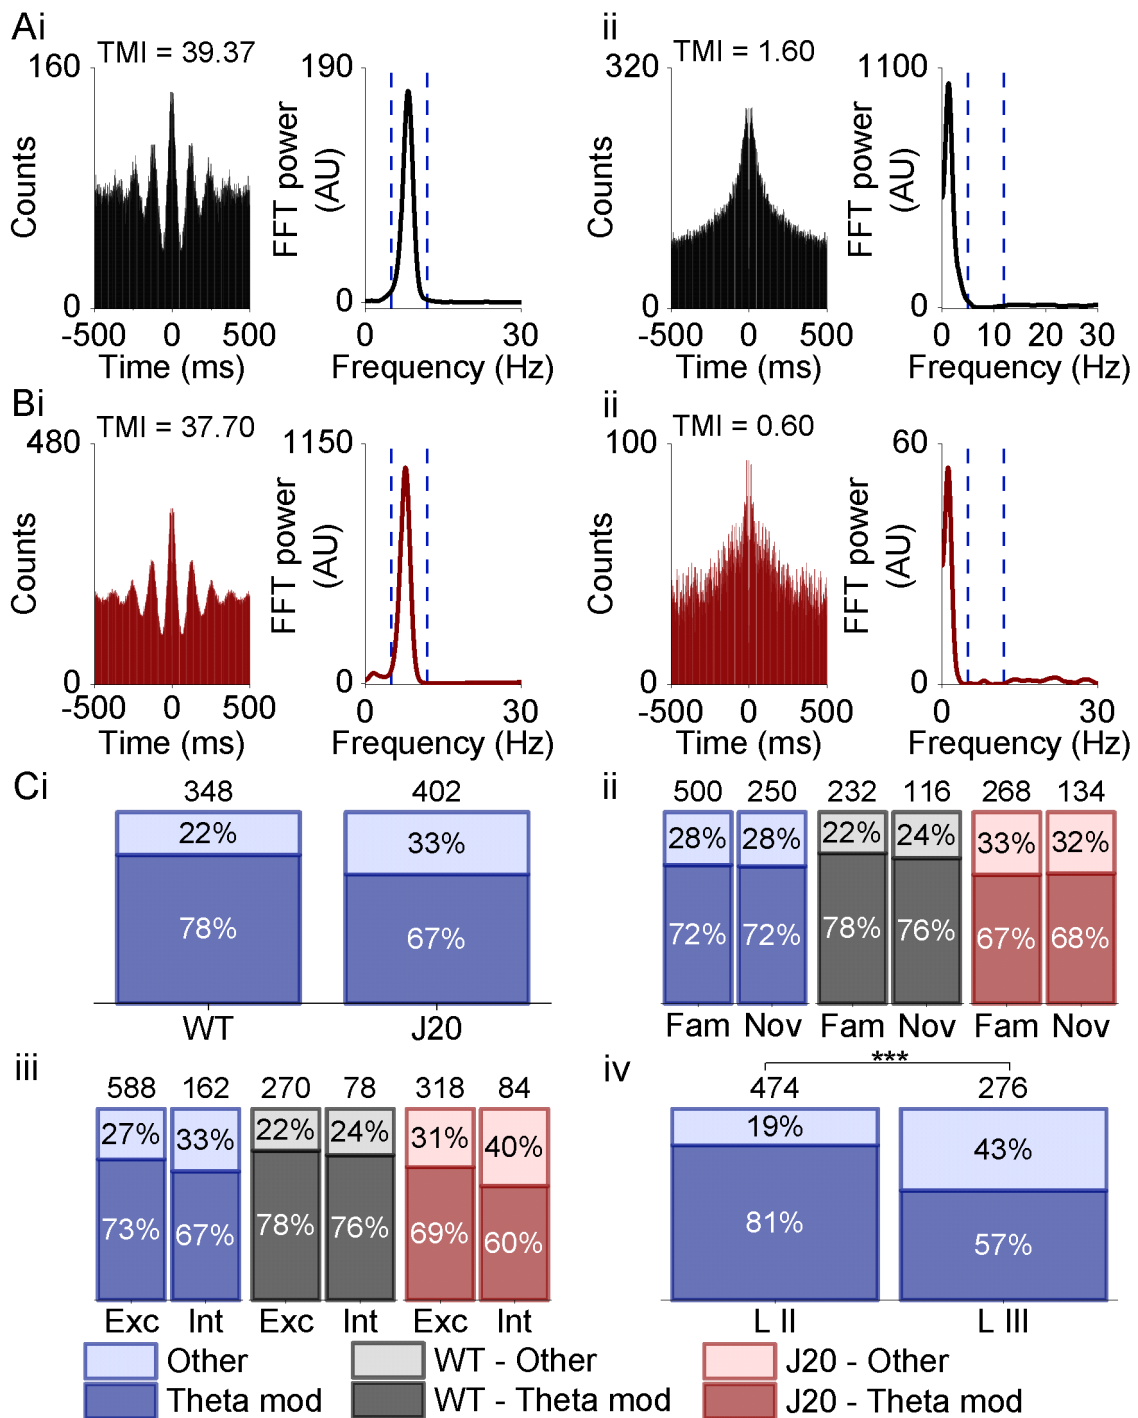 Ai
TMI = 39.37
160
Counts
0
-500 0 500
Time (ms)
190
FFT power
(AU)
0
0 30
Frequency (Hz)
ii
TMI = 1.60
320
Counts
0
-500 0 500
Time (ms)
1100
FFT power
(AU)
0
0 10 20 30
Frequency (Hz)
Bi
TMI = 37.70
480
Counts
0
-500 0 500
Time (ms)
1150
FFT power
(AU)
0
0 30
Frequency (Hz)
ii
TMI = 0.60
100
Counts
0
-500 0 500
Time (ms)
60
FFT power
(AU)
0
0 30
Frequency (Hz)
Ci
348 402
22% 33%
78% 67%
WT J20
ii
500 250 232 116 268 134
28% 28% 22% 24% 33% 32%
72% 72% 78% 76% 67% 68%
Fam Nov Fam Nov Fam Nov
iii
588 162 270 78 318 84
27% 33% 22% 24% 31% 40%
73% 67% 78% 76% 69% 60%
Exc Int Exc Int Exc Int
iv
***
474 276
19% 43%
81% 57%
L II L III
Other WT - Other J20 - Other
Theta mod WT - Theta mod J20 - Theta mod